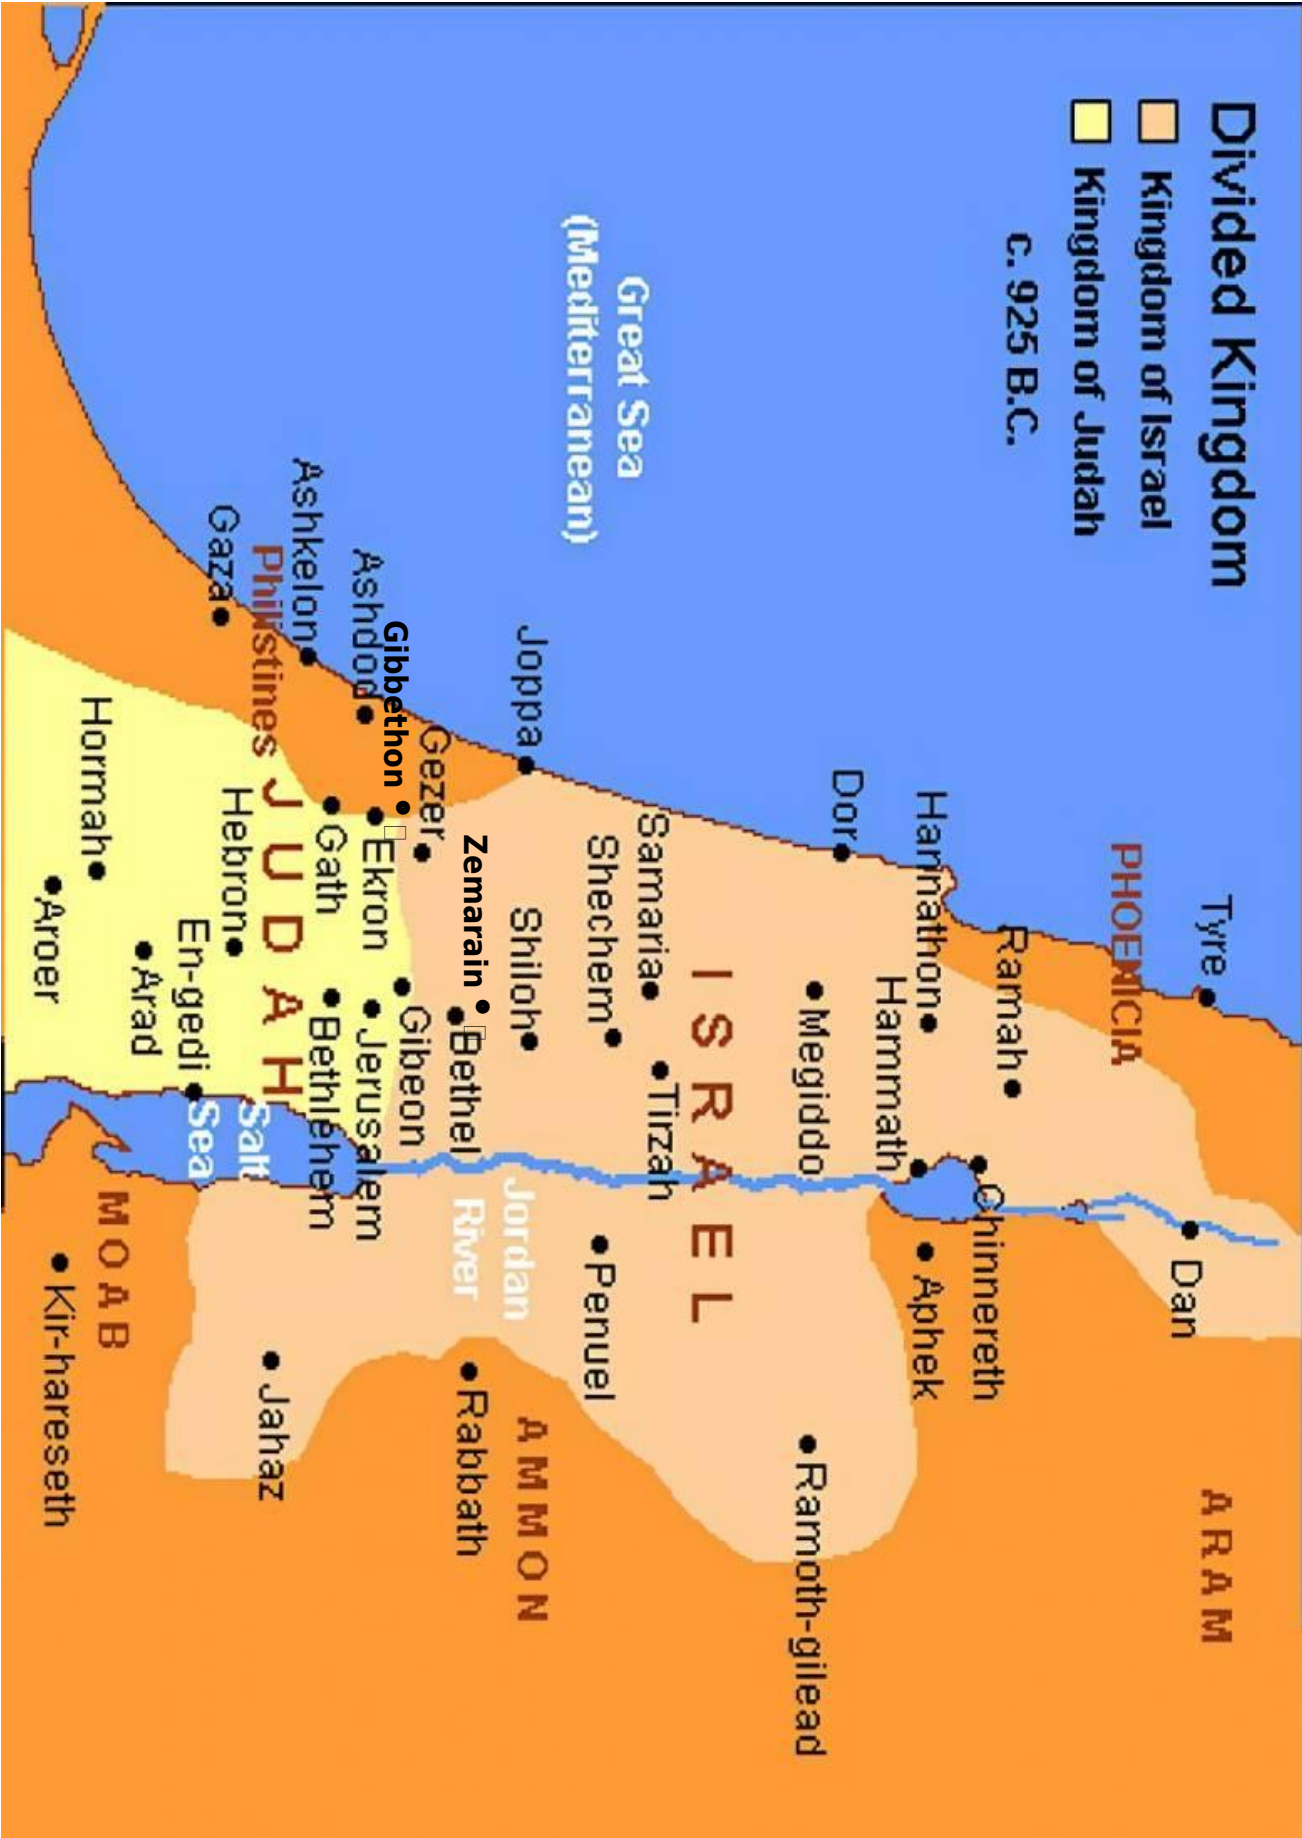 Divided Kingdom
Kingdom of Israel
Kingdom of Judah
c. 925 B.C.
Great Sea
(Mediterranean)
Tyre
PHOENICIA
Dan
ARAM
Ramah
Chinnereth
Hannathon
Hammath
Aphek
Dor
Megiddo
Ramoth-gilead
ISRAEL
Samaria
Tirzah
Shechem
Penuel
Joppa
Shiloh
Jordan
River
AMMON
Zemarain
Bethel
Rabbath
Gezer
Gibbethon
Gibeon
Ashdod
Ekron
Jerusalem
Ashkelon
Gath
Bethlehem
Philistines
JUDAH
Jahaz
Gaza
Hebron
Salt
Sea
En-gedi
Arad
Hormah
MOAB
Aroer
Kir-hareseth